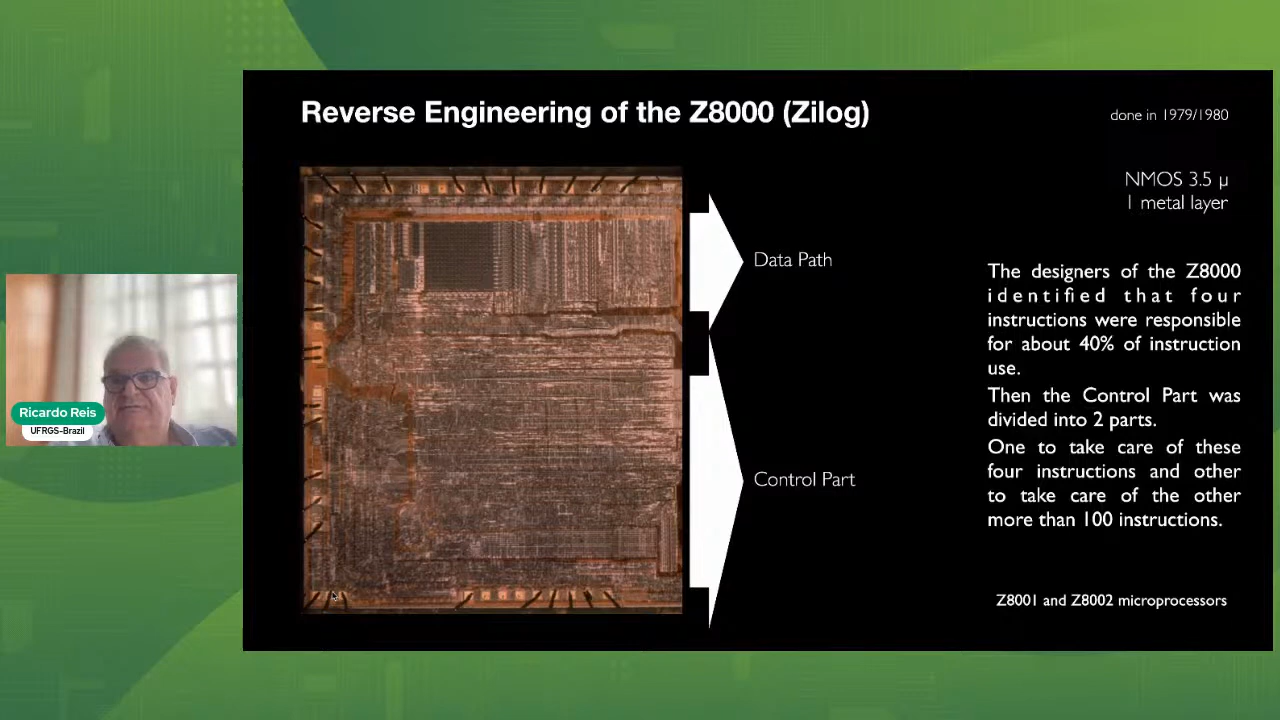 Reverse Engineering of the Z8000 (Zilog)
done in 1979/1980
NMOS 3.5 µ
1 metal layer
Data Path
Control Part
The designers of the Z8000
identified that four
instructions were responsible
for about 40% of instruction
use.
Then the Control Part was
divided into 2 parts.
One to take care of these
four instructions and other
to take care of the other
more than 100 instructions.
Z8001 and Z8002 microprocessors
Ricardo Reis
UFRGS-Brazil